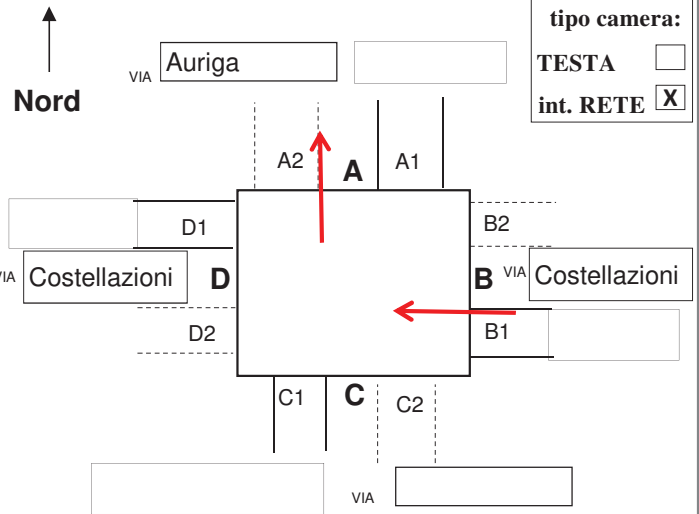 tipo camera:
TESTA
int. RETE X
Nord
VIA Auriga
A2 A A1
D1 B2
VIA Costellazioni D B VIA Costellazioni
D2 B1
C1 C C2
VIA